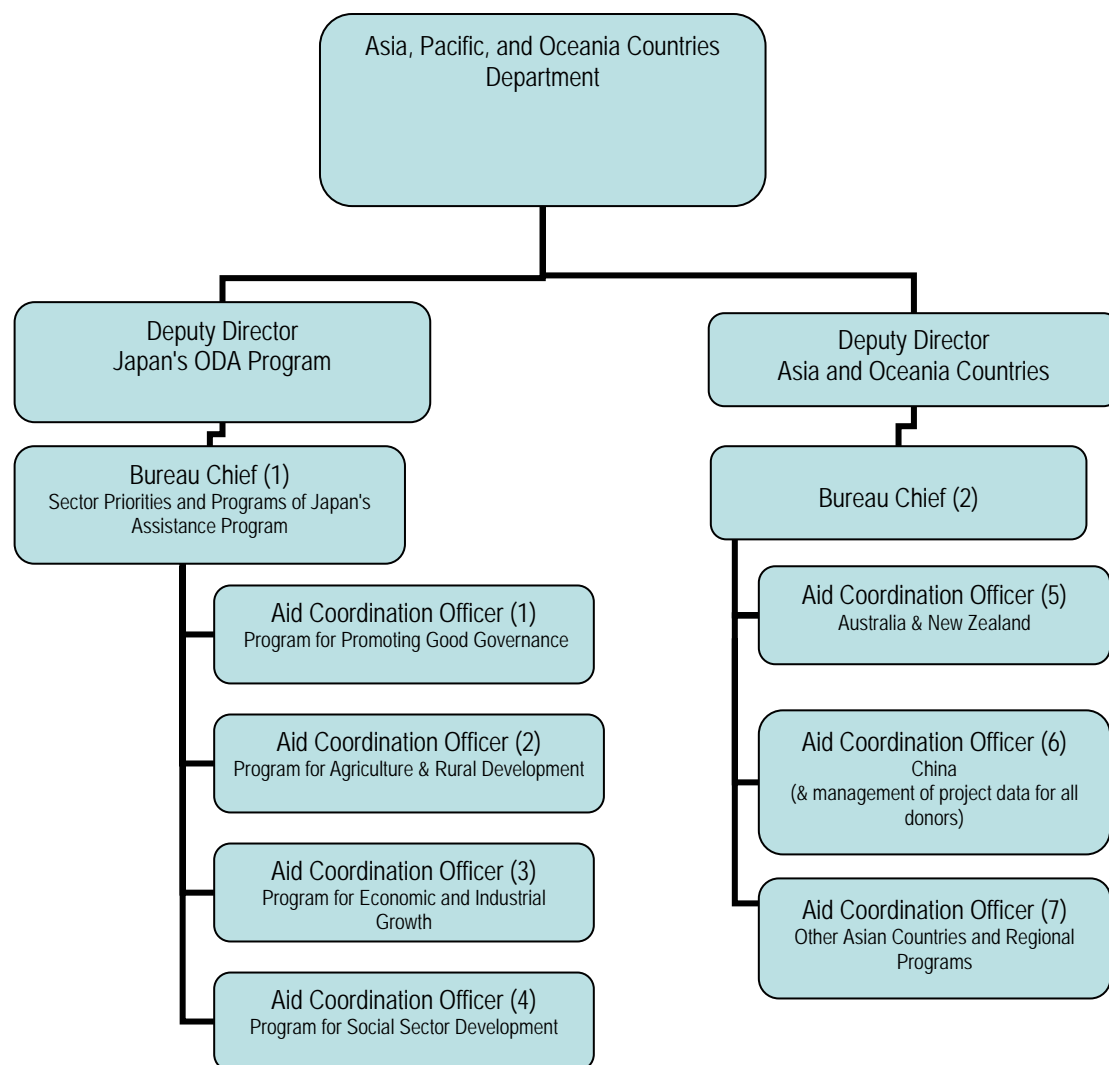 Asia, Pacific, and Oceania Countries
Department
Deputy Director
Japan's ODA Program
Deputy Director
Asia and Oceania Countries
Bureau Chief (1)
Sector Priorities and Programs of Japan's
Assistance Program
Bureau Chief (2)
Aid Coordination Officer (1)
Program for Promoting Good Governance
Aid Coordination Officer (2)
Program for Agriculture & Rural Development
Aid Coordination Officer (3)
Program for Economic and Industrial
Growth
Aid Coordination Officer (4)
Program for Social Sector Development
Aid Coordination Officer (5)
Australia & New Zealand
Aid Coordination Officer (6)
China
(& management of project data for all
donors)
Aid Coordination Officer (7)
Other Asian Countries and Regional
Programs